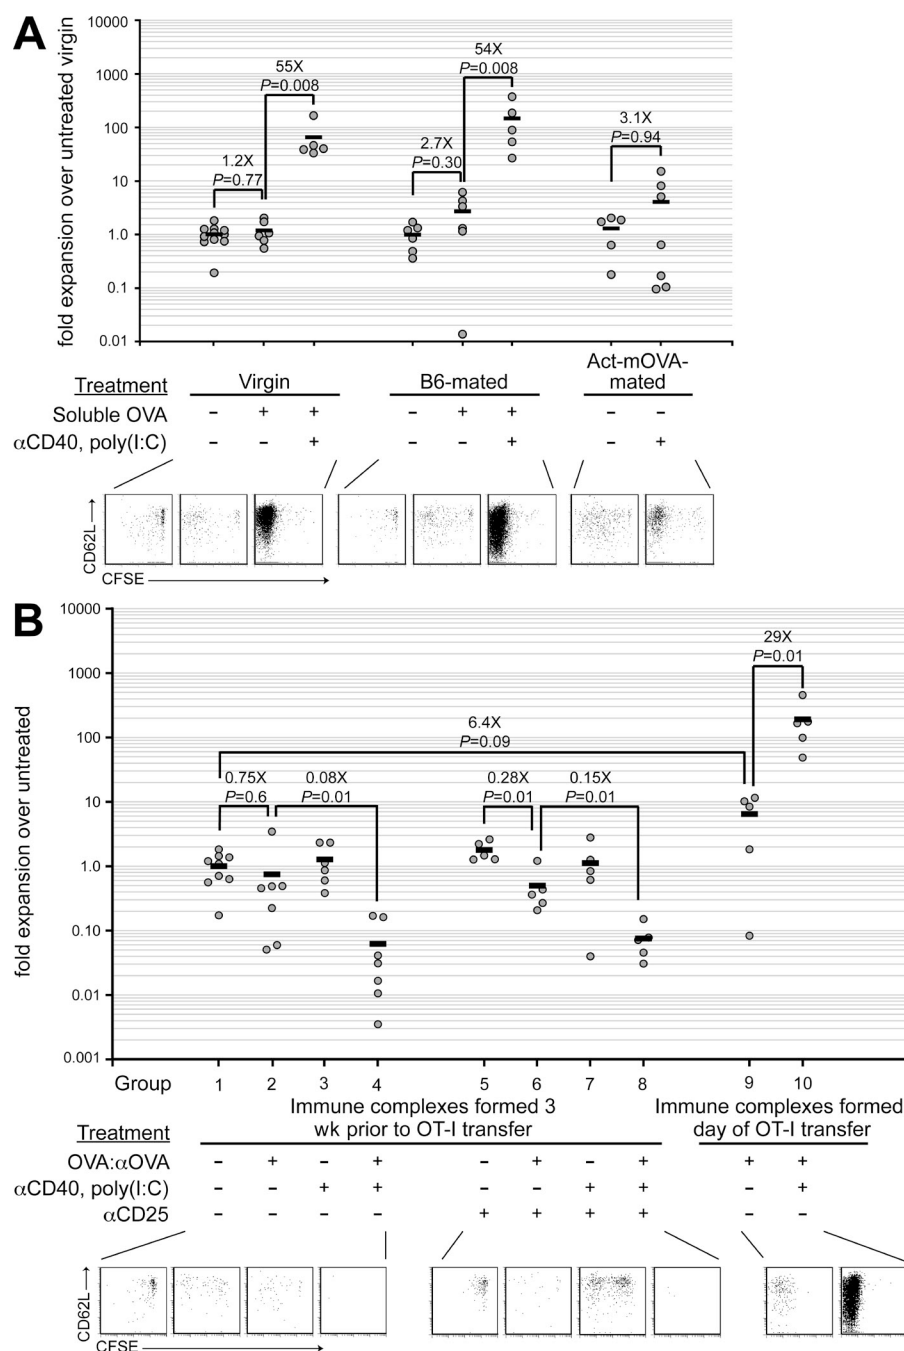 A
fold expansion over untreated virgin
10000
1000
100
10
1.0
0.1
0.01
55X
P=0.008
1.2X
P=0.77
54X
P=0.008
2.7X
P=0.30
3.1X
P=0.94
Treatment
Virgin
B6-mated
Act-mOVA-
mated
Soluble OVA – + + – + + – –
αCD40, poly(I:C) – – + – – + – +
CD62L
CFSE
B
fold expansion over untreated
10000
1000
100
10
1.0
0.10
0.01
0.001
29X
P=0.01
6.4X
P=0.09
0.75X
P=0.6
0.08X
P=0.01
0.28X
P=0.01
0.15X
P=0.01
Group 1 2 3 4 5 6 7 8 9 10
Immune complexes formed 3
wk prior to OT-I transfer
Immune complexes formed
day of OT-I transfer
Treatment
OVA:αOVA – + – + – + – + + +
αCD40, poly(I:C) – – + + – – + + – +
αCD25 – – – – + + + + – –
CD62L
CFSE